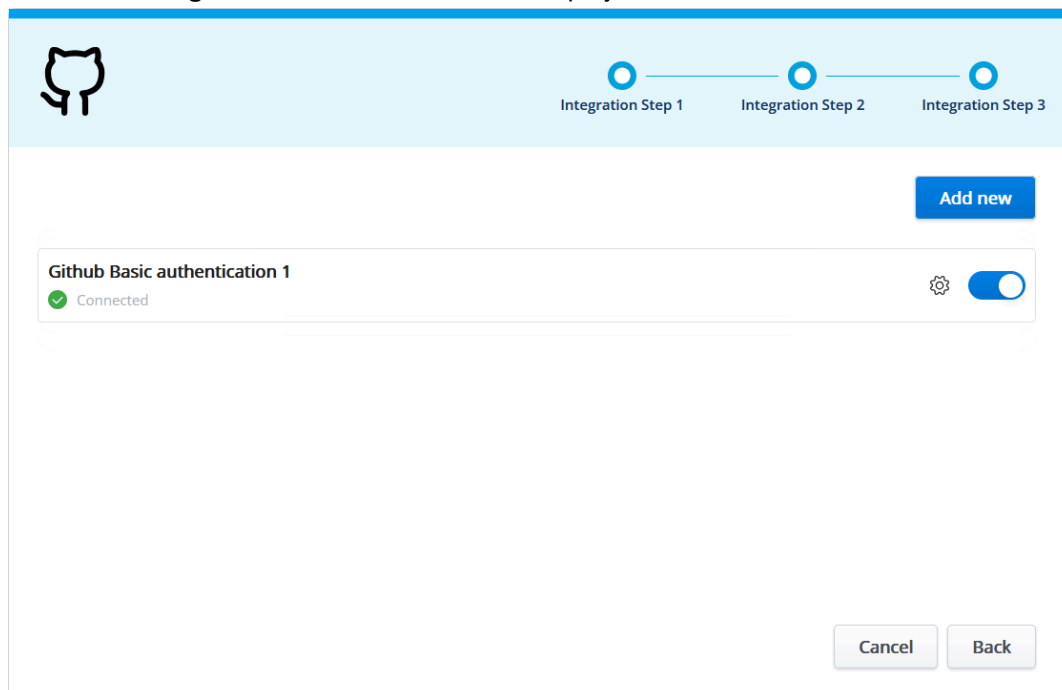 Integration Step 1
Integration Step 2
Integration Step 3
Add new
Github Basic authentication 1
Connected
Cancel
Back